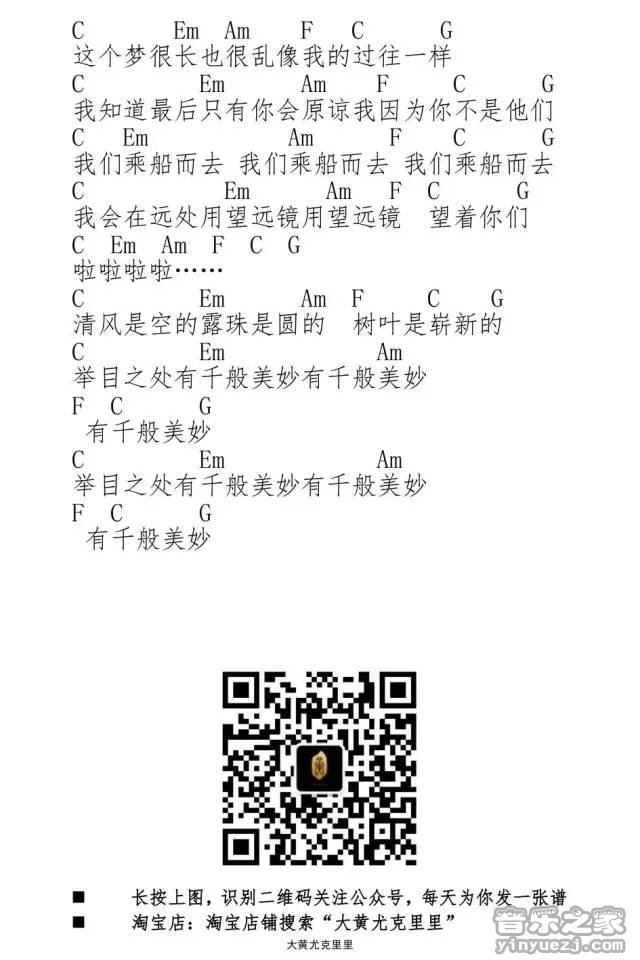 C Em Am F C G
这个梦很长也很乱像我的过往一样
C Em Am F C G
我知道最后只有你会原谅我因为你不是他们
C Em Am F C G
我们乘船而去 我们乘船而去 我们乘船而去
C Em Am F C G
我会在远处用望远镜用望远镜 望着你们
C Em Am F C G
啦啦啦啦……
C Em Am F C G
清风是空的露珠是圆的 树叶是崭新的
C Em Am
举目之处有千般美妙有千般美妙
F C G
有千般美妙
C Em Am
举目之处有千般美妙有千般美妙
F C G
有千般美妙
■ 长按上图，识别二维码关注公众号，每天为你发一张谱
■ 淘宝店：淘宝店铺搜索“大黄尤克里里”
大黄尤克里里
音乐之家
yinyuezj.com